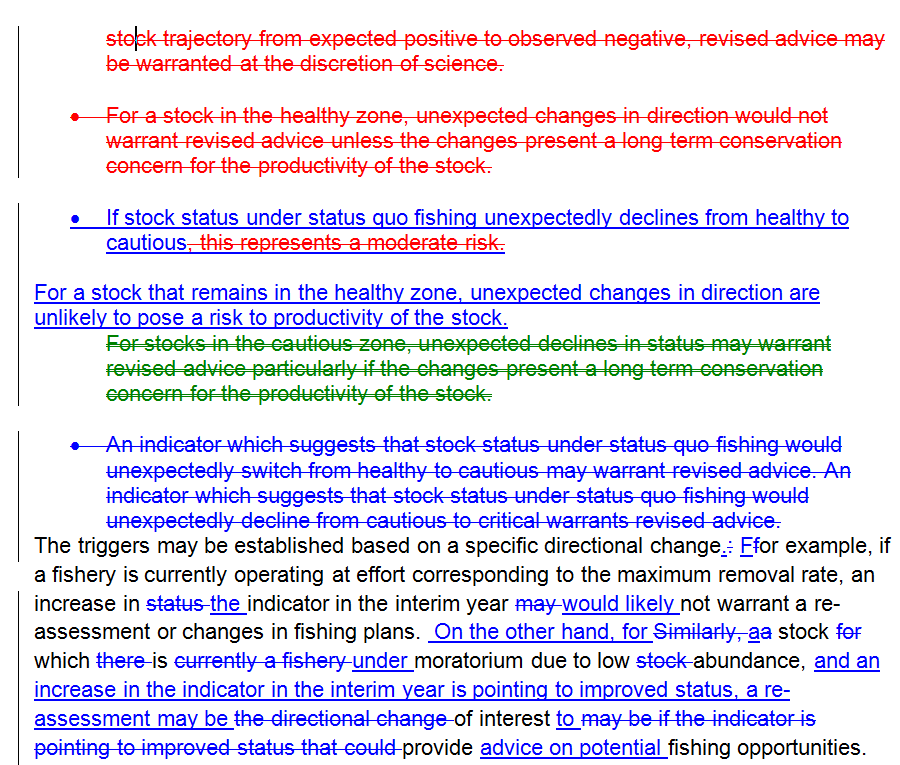 stock trajectory from expected positive to observed negative, revised advice may
be warranted at the discretion of science.
• For a stock in the healthy zone, unexpected changes in direction would not
warrant revised advice unless the changes present a long term conservation
concern for the productivity of the stock.
• If stock status under status quo fishing unexpectedly declines from healthy to
cautious, this represents a moderate risk.
For a stock that remains in the healthy zone, unexpected changes in direction are
unlikely to pose a risk to productivity of the stock.
For stocks in the cautious zone, unexpected declines in status may warrant
revised advice particularly if the changes present a long term conservation
concern for the productivity of the stock.
• An indicator which suggests that stock status under status quo fishing would
unexpectedly switch from healthy to cautious may warrant revised advice. An
indicator which suggests that stock status under status quo fishing would
unexpectedly decline from cautious to critical warrants revised advice.
The triggers may be established based on a specific directional change.: Ffor example, if
a fishery is currently operating at effort corresponding to the maximum removal rate, an
increase in status the indicator in the interim year may would likely not warrant a re-
assessment or changes in fishing plans. On the other hand, for Similarly, aa stock for
which there is currently a fishery under moratorium due to low stock abundance, and an
increase in the indicator in the interim year is pointing to improved status, a re-
assessment may be the directional change of interest to may be if the indicator is
pointing to improved status that could provide advice on potential fishing opportunities.